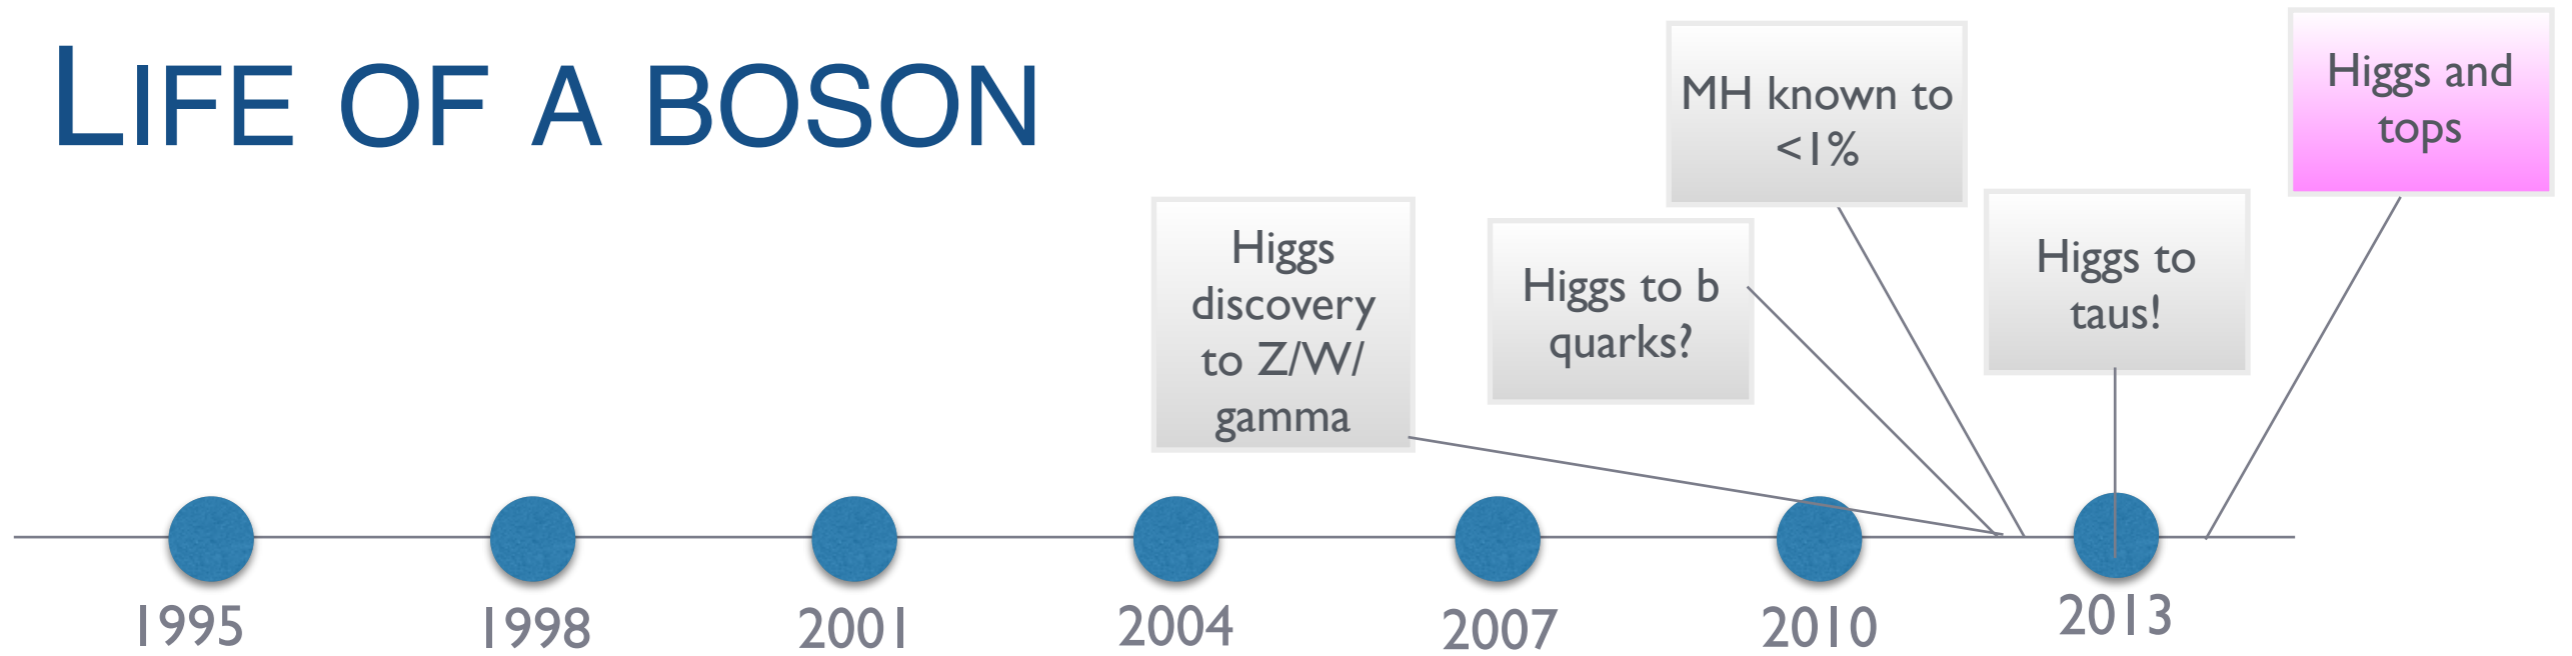 LIFE OF A BOSON
Higgs
discovery
to Z/W/
gamma
Higgs to b
quarks?
MH known to
<1%
Higgs to
taus!
Higgs and
tops
1995
1998
2001
2004
2007
2010
2013